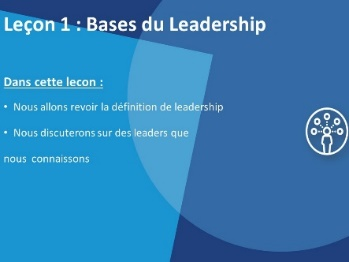 Leçon 1 : Bases du Leadership
Dans cette lecon :
• Nous allons revoir la définition de leadership
• Nous discuterons sur des leaders que
nous connaissons